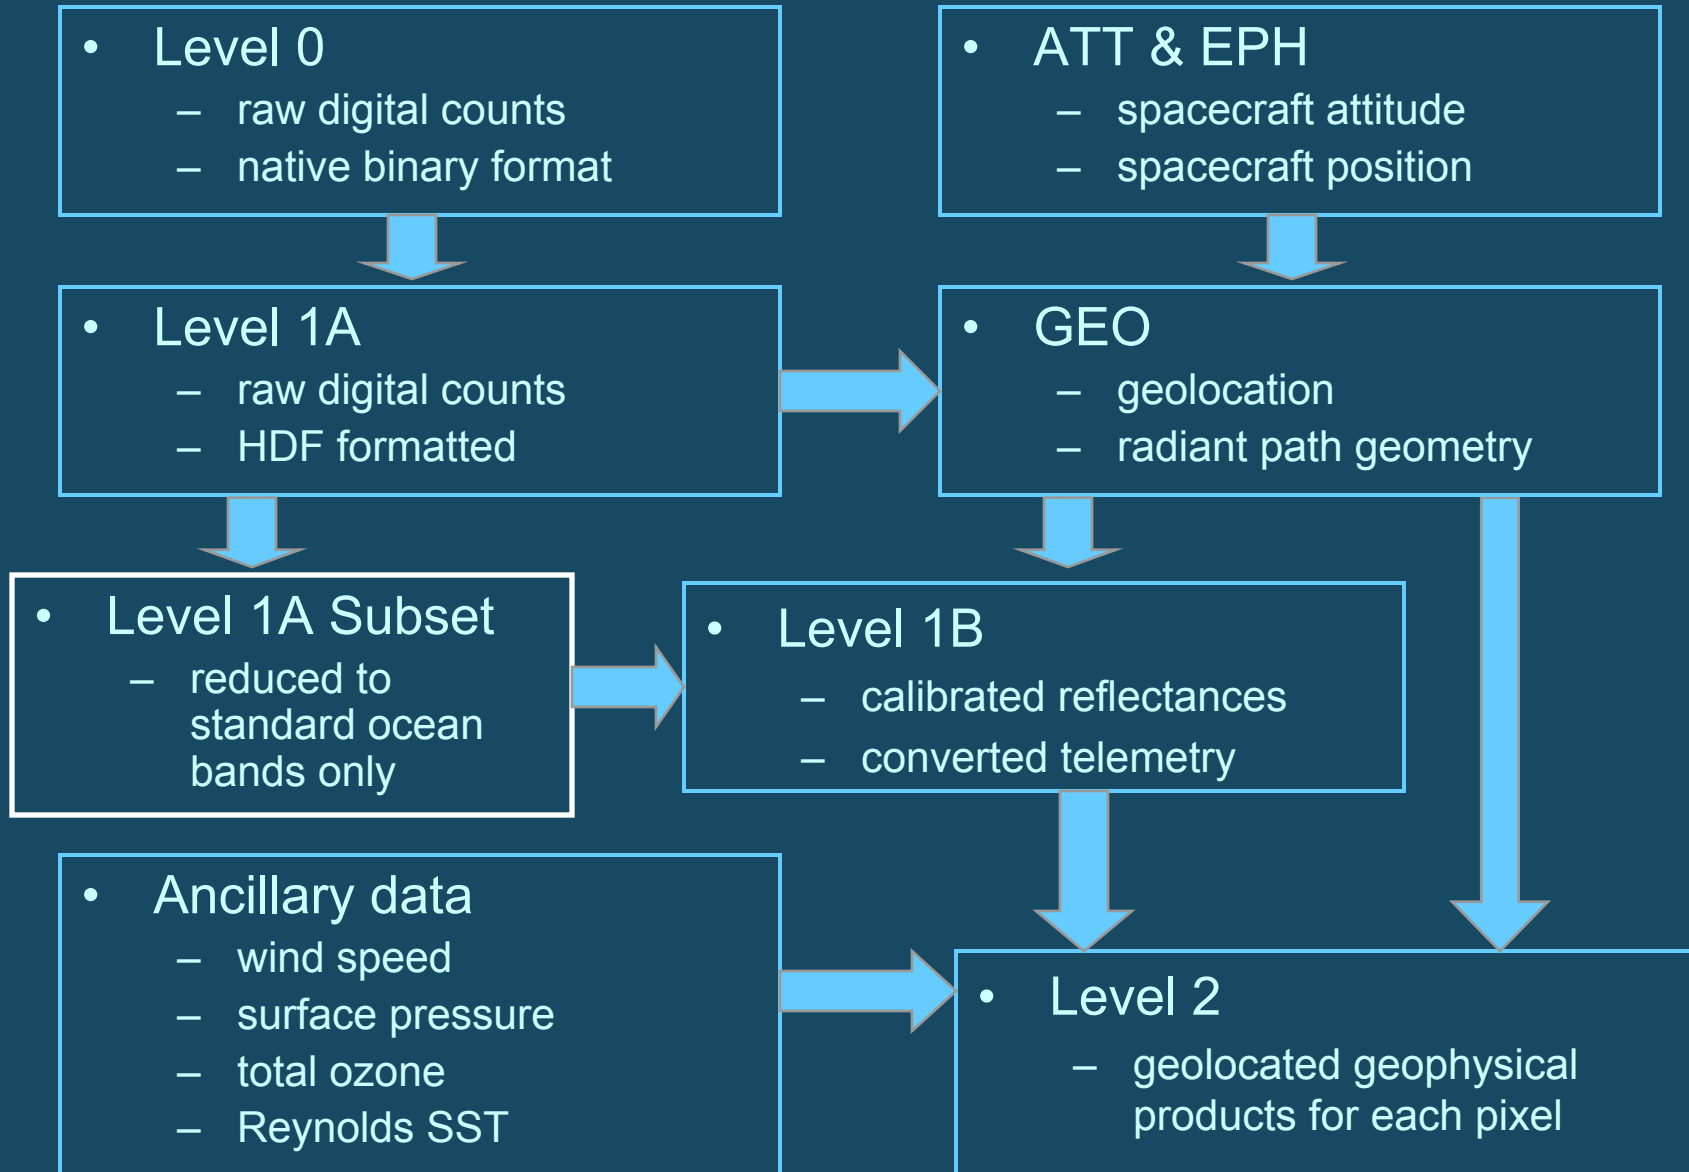 • Level 0
– raw digital counts
– native binary format
• ATT & EPH
– spacecraft attitude
– spacecraft position
• Level 1A
– raw digital counts
– HDF formatted
• GEO
– geolocation
– radiant path geometry
• Level 1A Subset
– reduced to
standard ocean
bands only
• Level 1B
– calibrated reflectances
– converted telemetry
• Ancillary data
– wind speed
– surface pressure
– total ozone
– Reynolds SST
• Level 2
– geolocated geophysical
products for each pixel